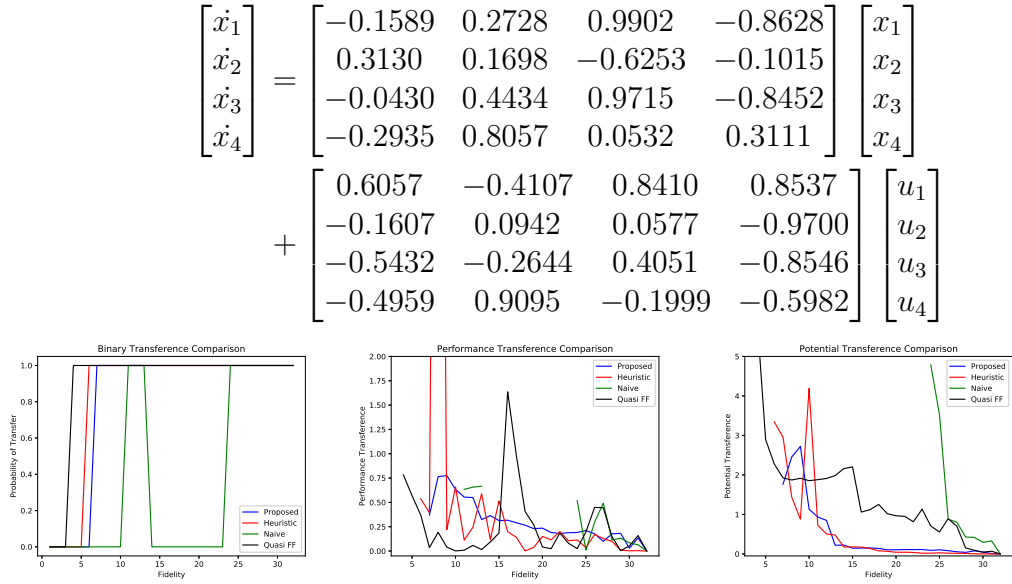 ẋ1 = −0.1589 0.2728 0.9902 −0.8628 x1
ẋ2 0.3130 0.1698 −0.6253 −0.1015 x2
ẋ3 −0.0430 0.4434 0.9715 −0.8452 x3
ẋ4 −0.2935 0.8057 0.0532 0.3111 x4
+ 0.6057 −0.4107 0.8410 0.8537 u1
−0.1607 0.0942 0.0577 −0.9700 u2
−0.5432 −0.2644 0.4051 −0.8546 u3
−0.4959 0.9095 −0.1999 −0.5982 u4
Binary Transference Comparison
Probability of Transfer
1.0
0.8
0.6
0.4
0.2
0.0
Proposed
Heuristic
Naive
Quasi FF
0 5 10 15 20 25 30
Fidelity
Performance Transference Comparison
Performance Transference
2.00
1.75
1.50
1.25
1.00
0.75
0.50
0.25
0.00
Proposed
Heuristic
Naive
Quasi FF
5 10 15 20 25 30
Fidelity
Potential Transference Comparison
Potential Transference
5
4
3
2
1
0
Proposed
Heuristic
Naive
Quasi FF
5 10 15 20 25 30
Fidelity